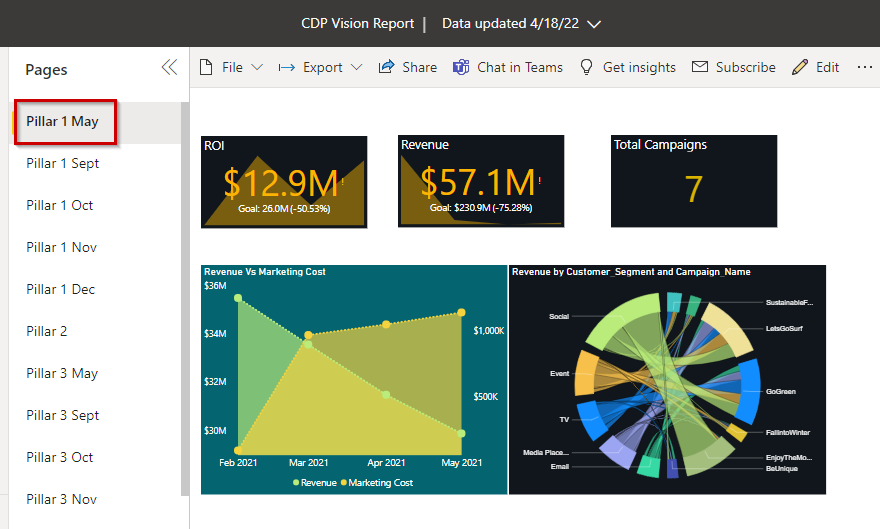 CDP Vision Report | Data updated 4/18/22
Pages
File
Export
Share
Chat in Teams
Get insights
Subscribe
Edit
...
Pillar 1 May
Pillar 1 Sept
Pillar 1 Oct
Pillar 1 Nov
Pillar 1 Dec
Pillar 2
Pillar 3 May
Pillar 3 Sept
Pillar 3 Oct
Pillar 3 Nov
ROI
$12.9M!
Goal: 26.0M (-50.53%)
Revenue
$57.1M!
Goal: $230.9M (-75.28%)
Total Campaigns
7
Revenue Vs Marketing Cost
$36M
$34M
$32M
$30M
$1,000K
$500K
Feb 2021 Mar 2021 Apr 2021 May 2021
Revenue Marketing Cost
Revenue by Customer_Segment and Campaign_Name
Social
Event
TV
Media Place...
Email
SustainableF...
LetsGoSurf
GoGreen
FallIntoWinter
EnjoyTheMo...
BeUnique